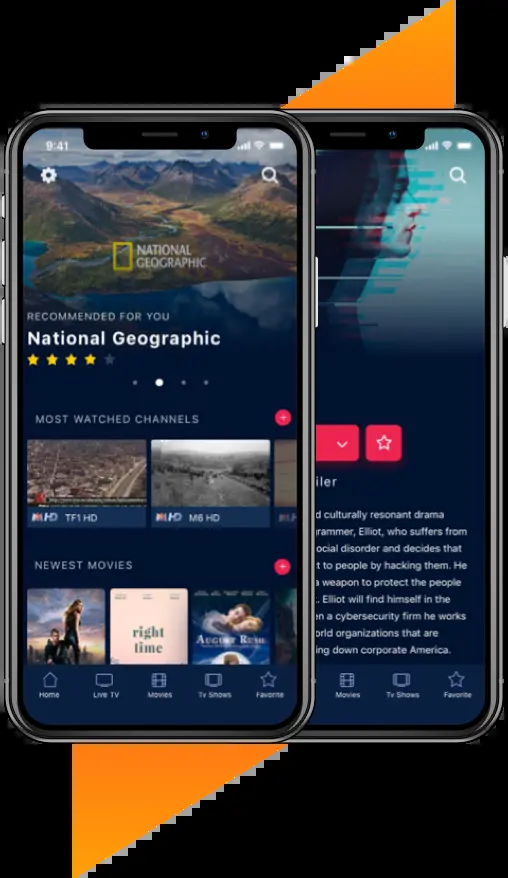 9:41
NATIONAL
GEOGRAPHIC
RECOMMENDED FOR YOU
National Geographic
MOST WATCHED CHANNELS
TF1 HD
M6 HD
NEWEST MOVIES
right
time
AUGUST RUSH
Home
Live TV
Movies
Tv Shows
Favorite
iler
d culturally resonant drama
grammer, Elliot, who suffers from
ocial disorder and decides that
t to people by hacking them. He
a weapon to protect the people
. Elliot will find himself in the
en a cybersecurity firm he works
orld organizations that are
ing down corporate America.
Movies
Tv Shows
Favorite